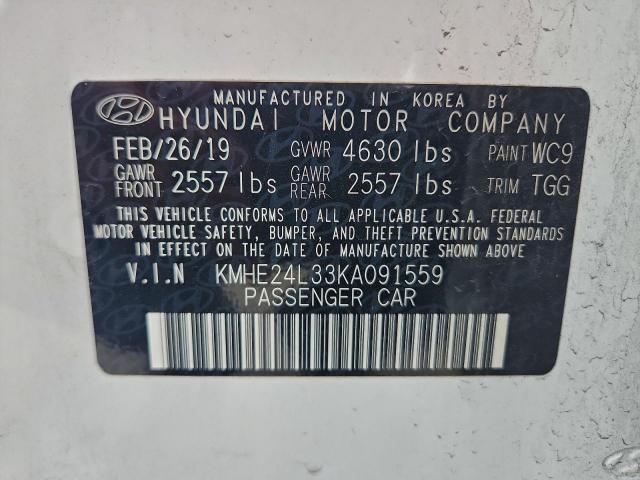 MANUFACTURED IN KOREA BY
HYUNDAI MOTOR COMPANY
FEB/26/19 GVWR 4630 lbs PAINT WC9
GAWR FRONT 2557 lbs GAWR REAR 2557 lbs TRIM TGG
THIS VEHICLE CONFORMS TO ALL APPLICABLE U.S.A. FEDERAL
MOTOR VEHICLE SAFETY, BUMPER, AND THEFT PREVENTION STANDARDS
IN EFFECT ON THE DATE OF MANUFACTURE SHOWN ABOVE.
V.I.N KMHE24L33KA091559
PASSENGER CAR